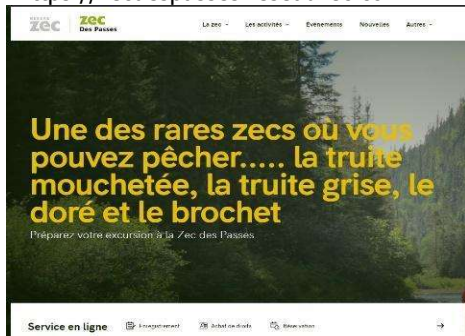 réseau
zec
zec
Des Passes
La zec
Les activités
Évènements
Nouvelles
Autres
Une des rares zecs où vous
pouvez pêcher..... la truite
mouchetée, la truite grise, le
doré et le brochet
Préparez votre excursion à la Zec des Passes
Service en ligne
Enregistrement
Achat de droits
Réservation